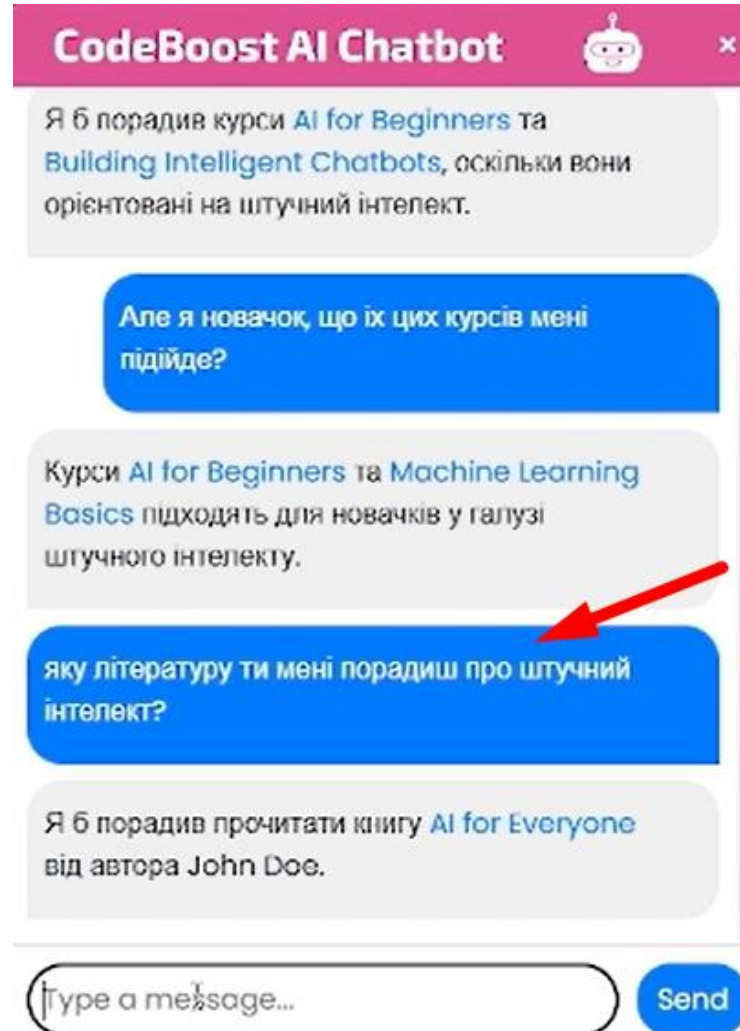 CodeBoost AI Chatbot
×
Я б порадив курси AI for Beginners та
Building Intelligent Chatbots, оскільки вони
орієнтовані на штучний інтелект.
Але я новачок, що іх цих курсів мені
підійде?
Курси AI for Beginners та Machine Learning
Basics підходять для новачків у галузі
штучного інтелекту.
яку літературу ти мені порадиш про штучний
інтелект?
Я б порадив прочитати книгу AI for Everyone
від автора John Doe.
Type a message...
Send